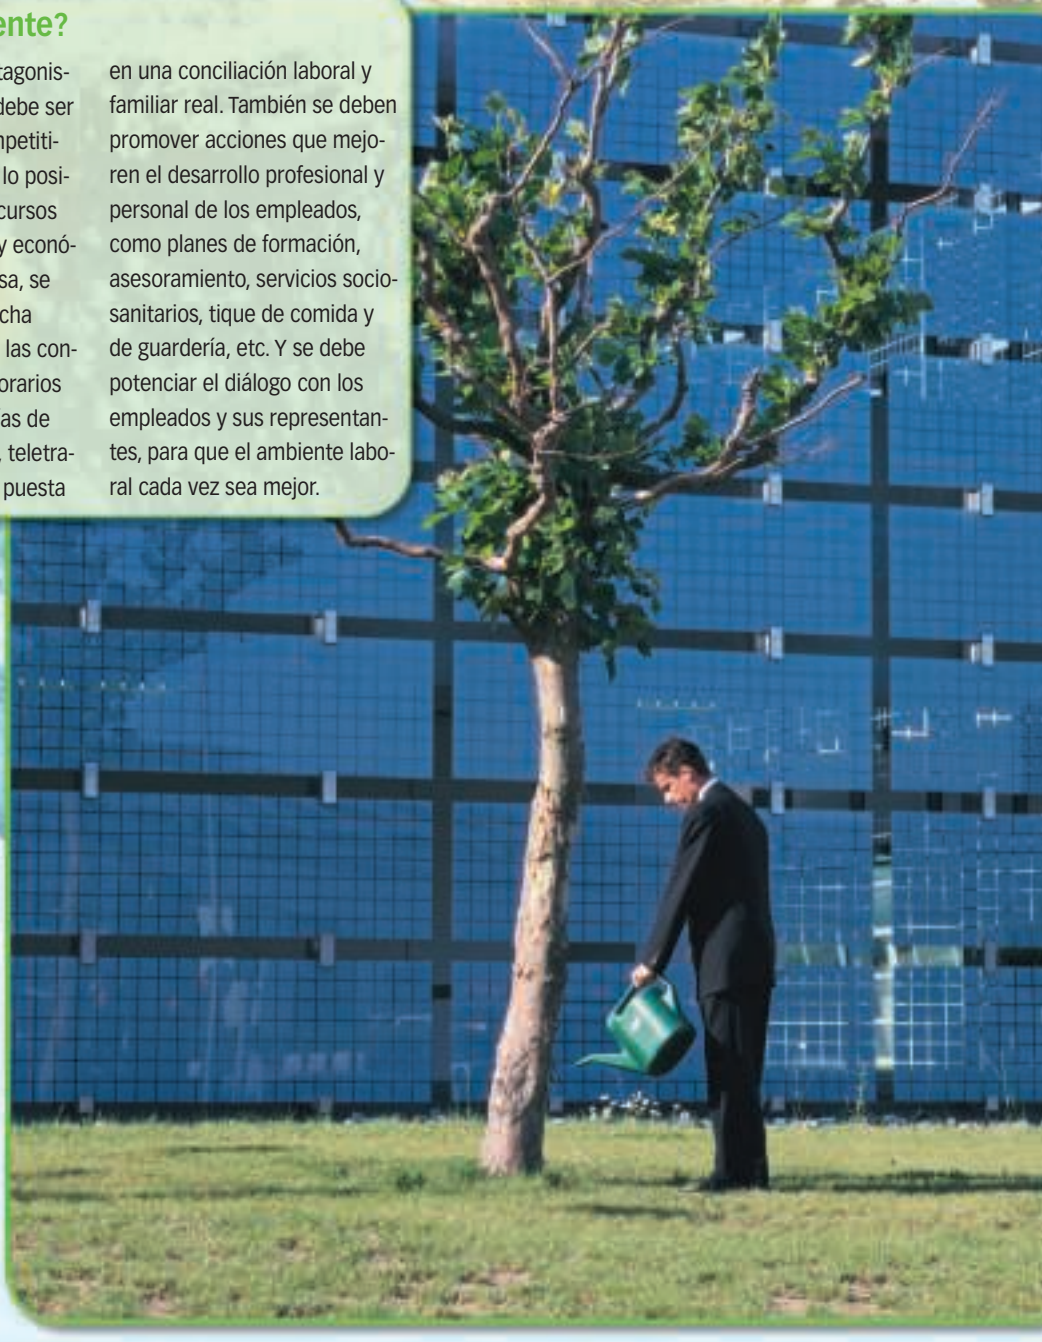 ente?
tagonis-
debe ser
mpetiti-
lo posi-
cursos
y econó-
sa, se
cha
las con-
orarios
as de
, teletra-
puesta
en una conciliación laboral y
familiar real. También se deben
promover acciones que mejo-
ren el desarrollo profesional y
personal de los empleados,
como planes de formación,
asesoramiento, servicios socio-
sanitarios, tique de comida y
de guardería, etc. Y se debe
potenciar el diálogo con los
empleados y sus representan-
tes, para que el ambiente labo-
ral cada vez sea mejor.